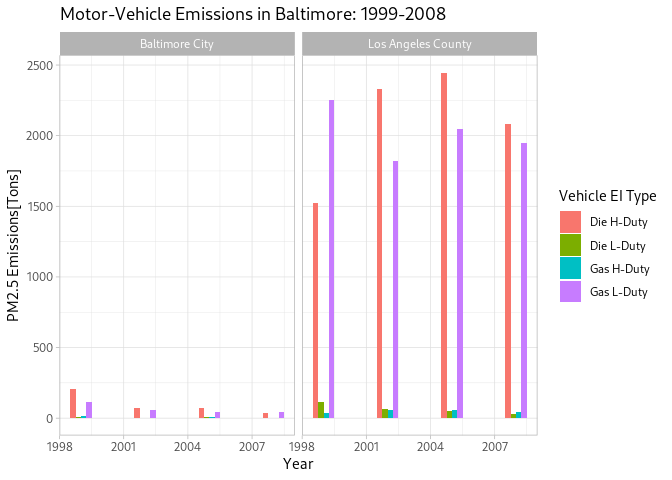 Motor-Vehicle Emissions in Baltimore: 1999-2008
Baltimore City
Los Angeles County
2500
2000
1500
1000
500
0
PM2.5 Emissions[Tons]
1998 2001 2004 2007
1998 2001 2004 2007
Year
Vehicle EI Type
Die H-Duty
Die L-Duty
Gas H-Duty
Gas L-Duty